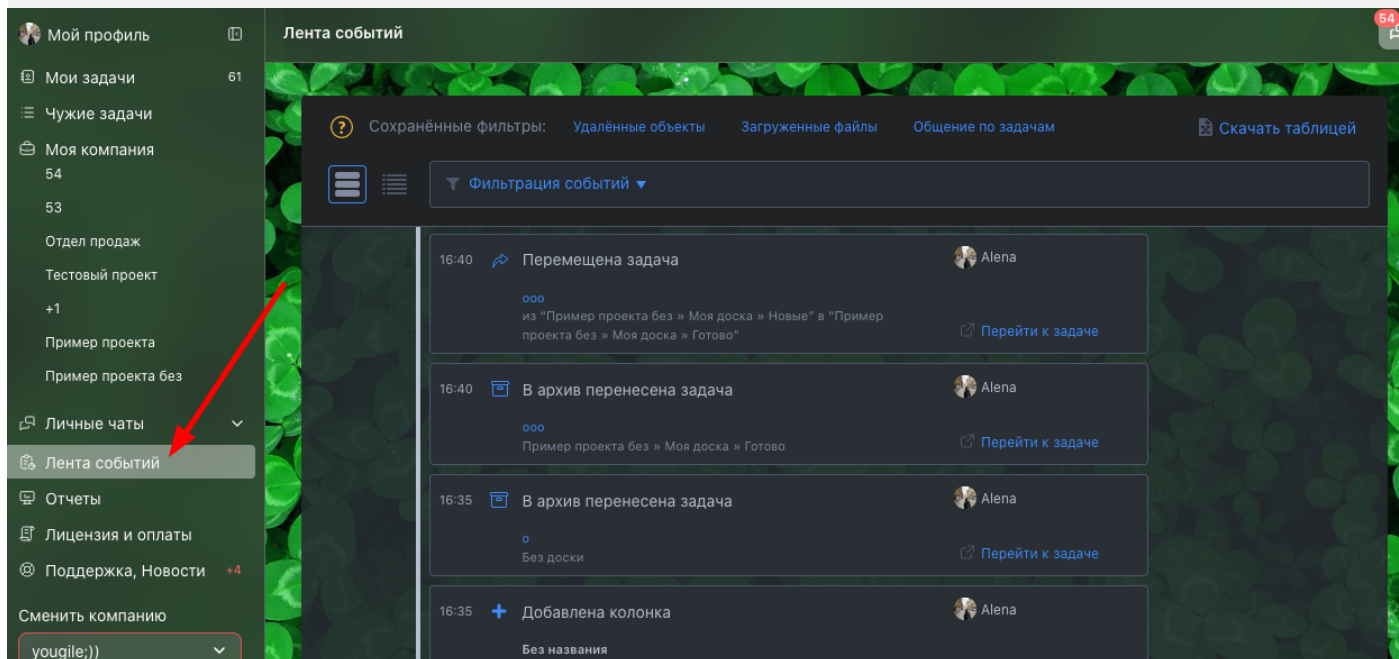 Мой профиль
Мои задачи 61
Чужие задачи
Моя компания
54
53
Отдел продаж
Тестовый проект
+1
Пример проекта
Пример проекта без
Личные чаты
Лента событий
Отчеты
Лицензия и оплаты
Поддержка, Новости +4
Сменить компанию
yougile;))
Лента событий
54
Сохранённые фильтры: Удалённые объекты Загруженные файлы Общение по задачам Скачать таблицей
Фильтрация событий
16:40 Перемещена задача Alena
ооо
из "Пример проекта без » Моя доска » Новые" в "Пример
проекта без » Моя доска » Готово"
Перейти к задаче
16:40 В архив перенесена задача Alena
ооо
Пример проекта без » Моя доска » Готово
Перейти к задаче
16:35 В архив перенесена задача Alena
о
Без доски
Перейти к задаче
16:35 Добавлена колонка Alena
Без названия